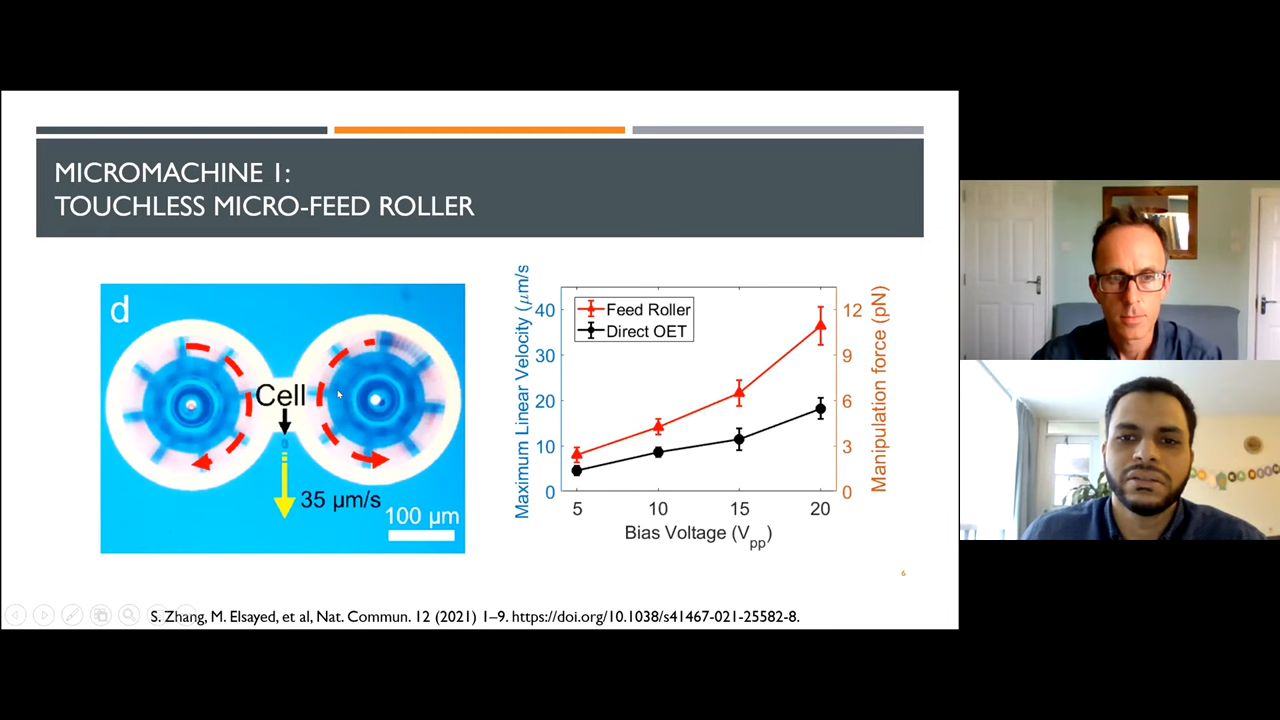 MICROMACHINE 1:
TOUCHLESS MICRO-FEED ROLLER
d
Cell
35 µm/s
100 µm
Maximum Linear Velocity (µm/s
40
30
20
10
0
Feed Roller
Direct OET
12
9
6
3
0
Manipulation force (pN)
5 10 15 20
Bias Voltage (Vpp)
6
S. Zhang, M. Elsayed, et al, Nat. Commun. 12 (2021) 1–9. https://doi.org/10.1038/s41467-021-25582-8.